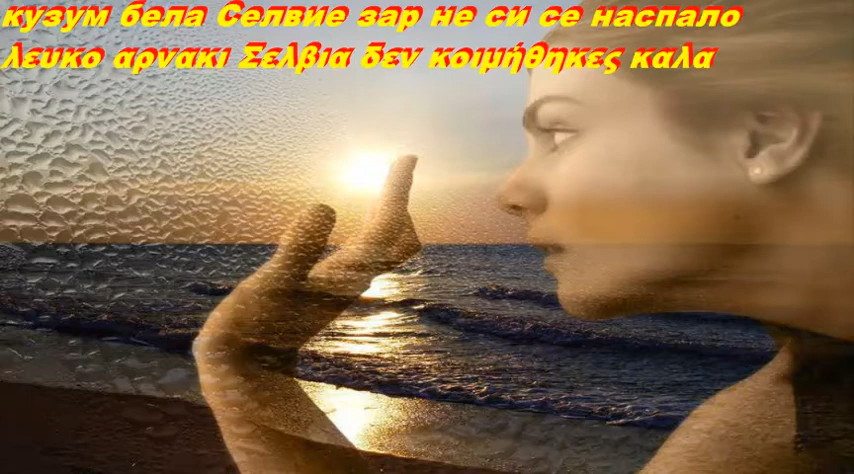 кузум бела Селвие зар не си се наспало
λευκο αρνακι Σελβια δεν κοιμήθηκες καλα